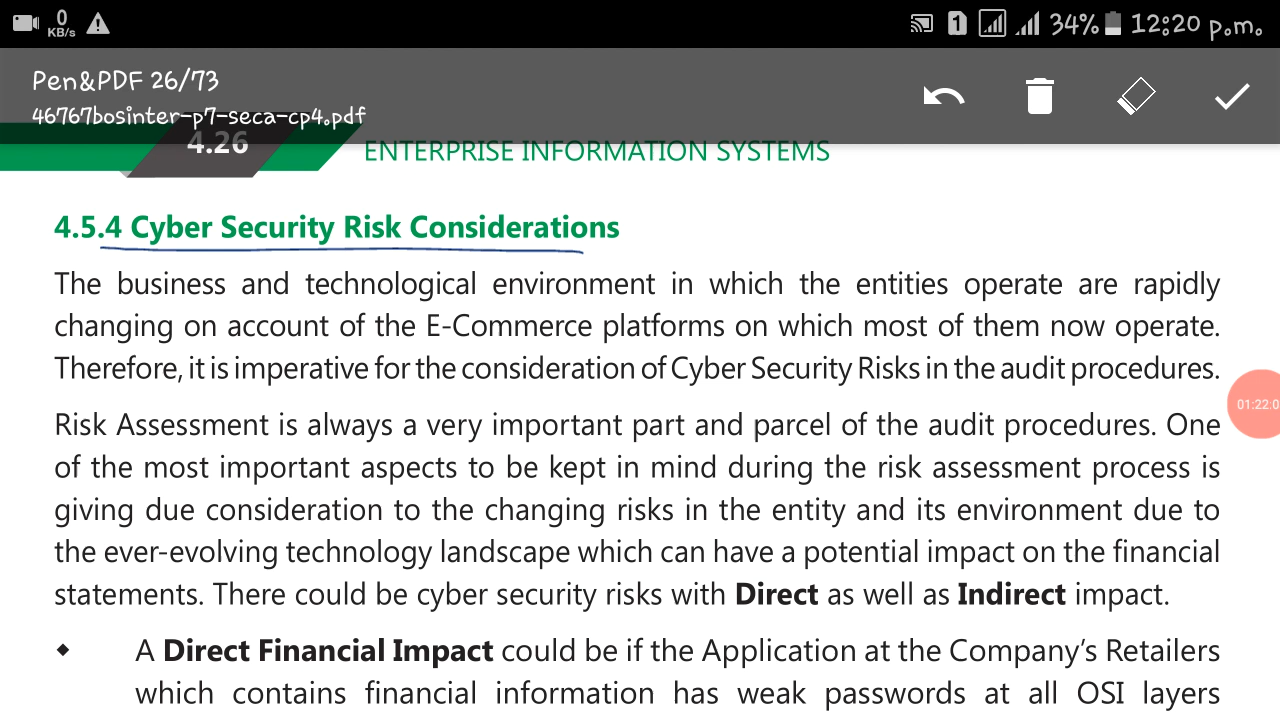 0 KB/s 1 34% 12:20 p.m.
Pen&PDF 26/73
46767bosinter-p7-seca-cp4.pdf
4.26 ENTERPRISE INFORMATION SYSTEMS
4.5.4 Cyber Security Risk Considerations
The business and technological environment in which the entities operate are rapidly
changing on account of the E-Commerce platforms on which most of them now operate.
Therefore, it is imperative for the consideration of Cyber Security Risks in the audit procedures.
01:22:0
Risk Assessment is always a very important part and parcel of the audit procedures. One
of the most important aspects to be kept in mind during the risk assessment process is
giving due consideration to the changing risks in the entity and its environment due to
the ever-evolving technology landscape which can have a potential impact on the financial
statements. There could be cyber security risks with Direct as well as Indirect impact.
◆ A Direct Financial Impact could be if the Application at the Company’s Retailers
which contains financial information has weak passwords at all OSI layers